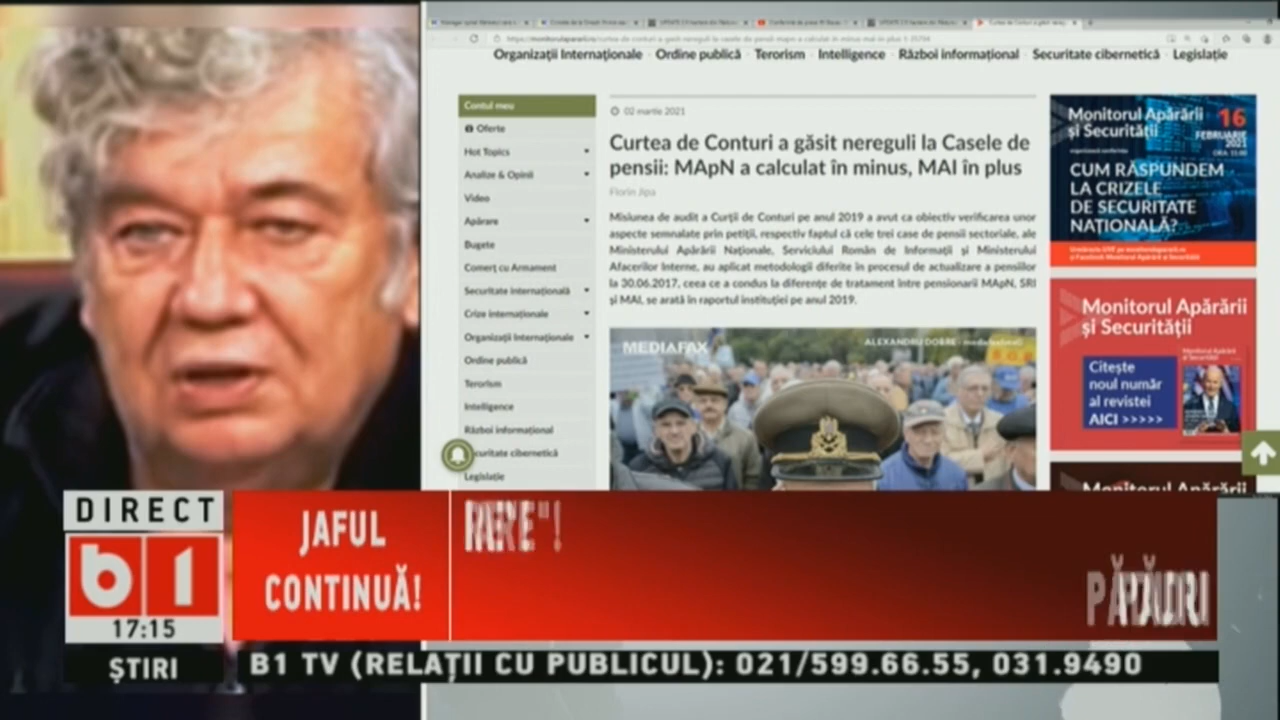 Organizații Internaționale Ordine publică Terorism Intelligence Război informațional Securitate cibernetică Legislație
Contul meu
Oferte
Hot Topics
Analize & Opinii
Video
Apărare
Bugete
Comerț cu Armament
Securitate internațională
Crize internaționale
Organizații Internationale
Ordine publică
Terorism
Intelligence
Război informațional
curitate cibernetică
Legislație
02 martie 2021
Curtea de Conturi a găsit nereguli la Casele de
pensii: MApN a calculat în minus, MAI în plus
Florin Jipa
Misiunea de audit a Curții de Conturi pe anul 2019 a avut ca obiectiv verificarea unor
aspecte semnalate prin petiții, respectiv faptul că cele trei case de pensii sectoriale, ale
Ministerului Apărării Naționale, Serviciului Român de Informații și Ministerului
Afacerilor Interne, au aplicat metodologii diferite în procesul de actualizare a pensiilor
la 30.06.2017, ceea ce a condus la diferențe de tratament între pensionarii MApN, SRI
și MAI, se arată în raportul instituției pe anul 2019.
MEDIAFAX
ALEXANDRU DOBRE
Monitorul Apărării
și Securității
16
FEBRUARIE
2021
CUM RĂSPUNDEM
LA CRIZELE
DE SECURITATE
NAȚIONALĂ?
Monitorul Apărării
și Securității
Citește
noul număr
al revistei
AICI >>>>>
Monitorul Apărării
DIRECT
b1
17:15
ȘTIRI
JAFUL
CONTINUĂ!
B1 TV (RELAȚII CU PUBLICUL): 021/599.66.55, 031.9490